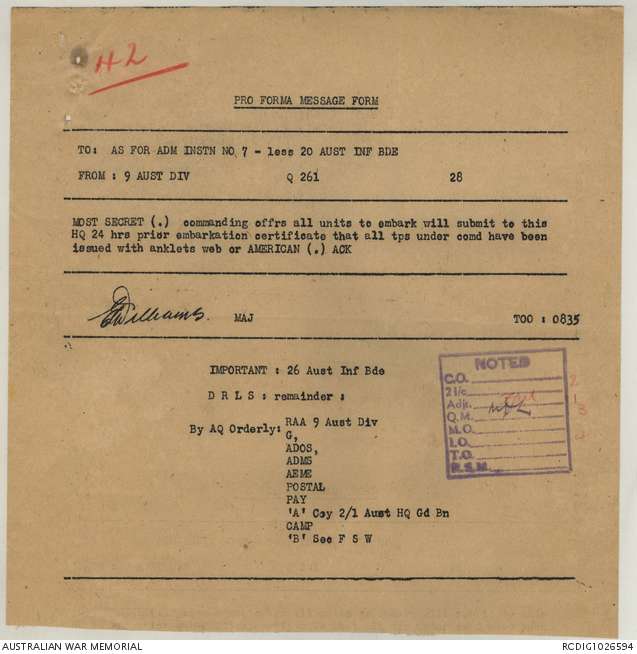 H2
PRO FORMA MESSAGE FORM
TO: AS FOR ADM INSTN NO, 7 - less 20 AUST INF BDE
FROM : 9 AUST DIV Q 261 28
MOST SECRET (.) commanding offrs all units to embark will submit to this
HQ 24 hrs prior embarkation certificate that all tps under comd have been
issued with anklets web or AMERICAN (.) ACK
Williams. MAJ TOO : 0835
IMPORTANT : 26 Aust Inf Bde
D R L S : remainder :
By AQ Orderly: RAA 9 Aust Div
G,
ADOS,
ADMS
AEME
POSTAL
PAY
'A' Coy 2/1 Aust HQ Gd Bn
CAMP
'B' Sec F S W
NOTED
C.O.
2 i/c
Adjt.
Q.M.
M.O.
I.O.
T.O.
R.S.M.
2
1
3
AUSTRALIAN WAR MEMORIAL RCDIG1026594